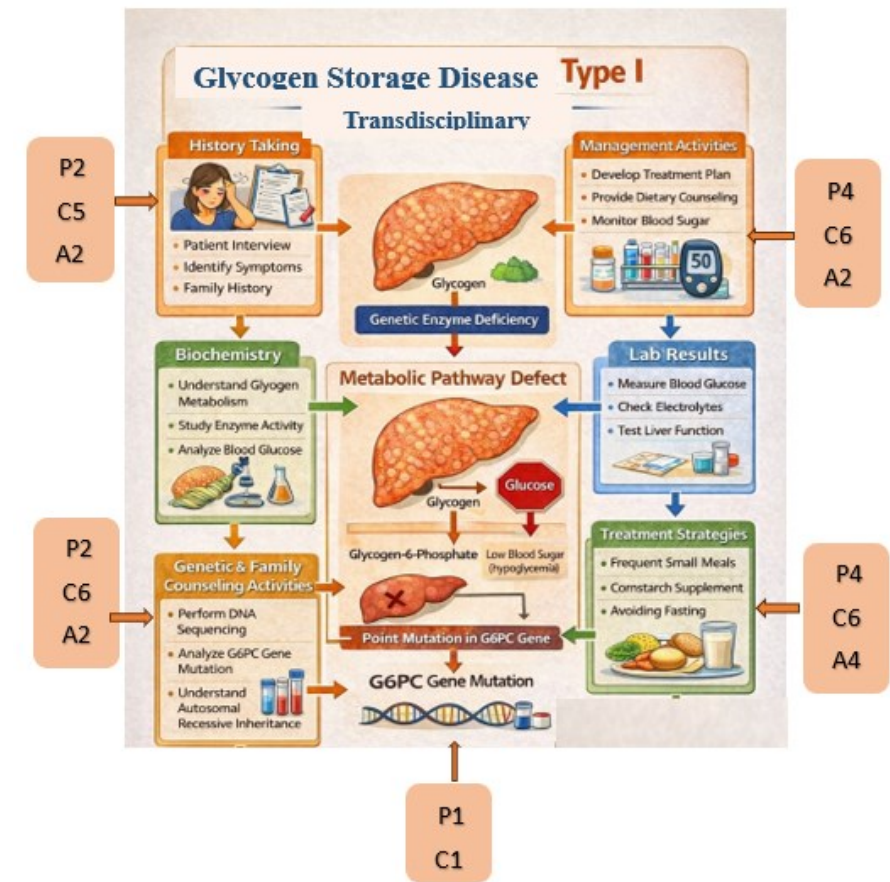 Glycogen Storage Disease Type I
Transdisciplinary
History Taking
• Patient Interview
• Identify Symptoms
• Family History
P2
C5
A2
Glycogen
Genetic Enzyme Deficiency
Management Activities
• Develop Treatment Plan
• Provide Dietary Counseling
• Monitor Blood Sugar
50
P4
C6
A2
Biochemistry
• Understand Glyogen
Metabolism
• Study Enzyme Activity
• Analyze Blood Glucose
Metabolic Pathway Defect
Glycogen
Glucose
Glycogen-6-Phosphate
Low Blood Sugar
(hypoglycemia)
Point Mutation in G6PC Gene
G6PC Gene Mutation
Lab Results
• Measure Blood Glucose
• Check Electrolytes
• Test Liver Function
Genetic & Family
Counseling Activities
• Perform DNA
Sequencing
• Analyze G6PC Gene
Mutation
• Understand
Autosomal
Recessive Inheritance
P2
C6
A2
Treatment Strategies
• Frequent Small Meals
• Cornstarch Supplement
• Avoiding Fasting
P4
C6
A4
P1
C1